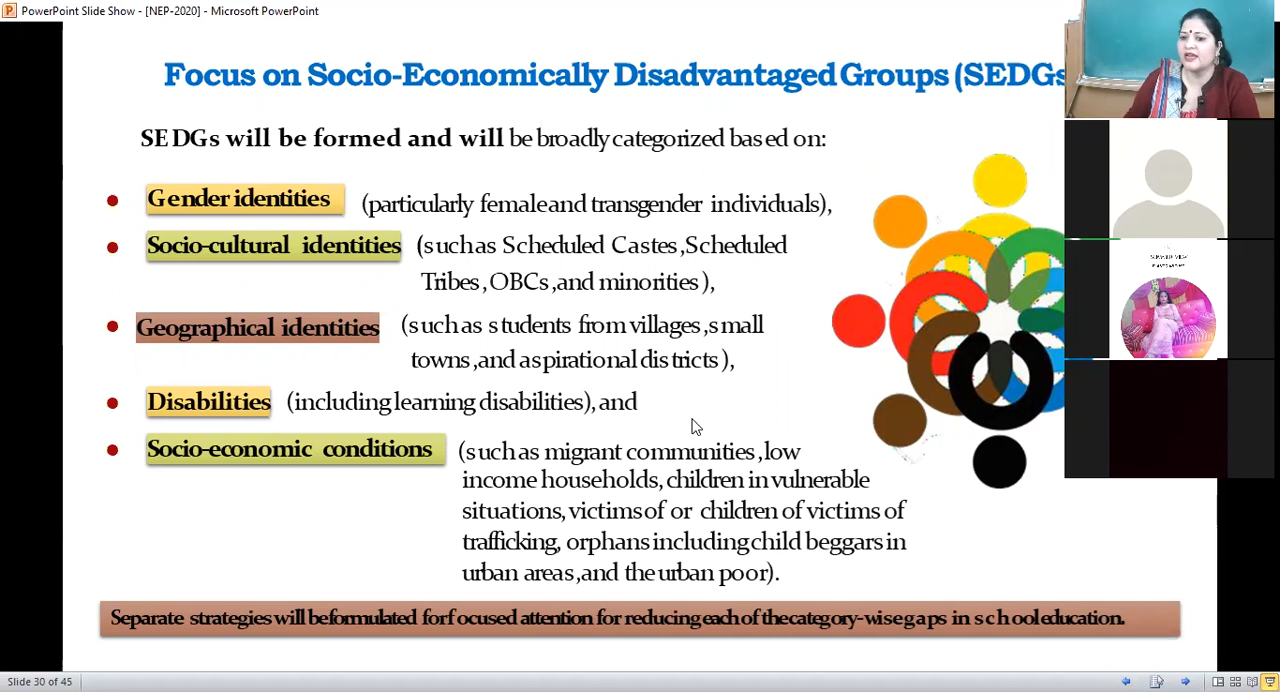 PowerPoint Slide Show - [NEP-2020] - Microsoft PowerPoint
Focus on Socio-Economically Disadvantaged Groups (SEDGs
SEDGs will be formed and will be broadly categorized based on:
Gender identities (particularly female and transgender individuals),
Socio-cultural identities (such as Scheduled Castes, Scheduled
Tribes, OBCs, and minorities),
Geographical identities (such as students from villages, small
towns, and aspirational districts),
Disabilities (including learning disabilities), and
Socio-economic conditions (such as migrant communities, low
income households, children in vulnerable
situations, victims of or children of victims of
trafficking, orphans including child beggars in
urban areas, and the urban poor).
Separate strategies will be formulated for focused attention for reducing each of the category-wise gaps in school education.
Slide 30 of 45